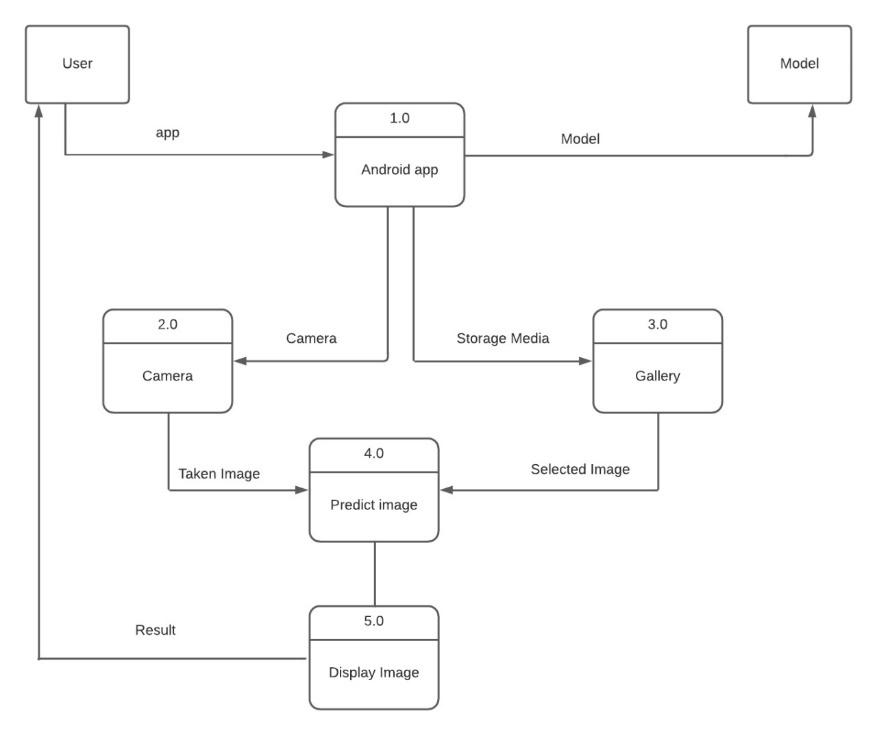 User
Model
app
1.0
Android app
Model
2.0
Camera
Camera
Storage Media
3.0
Gallery
Taken Image
4.0
Predict image
Selected Image
Result
5.0
Display Image